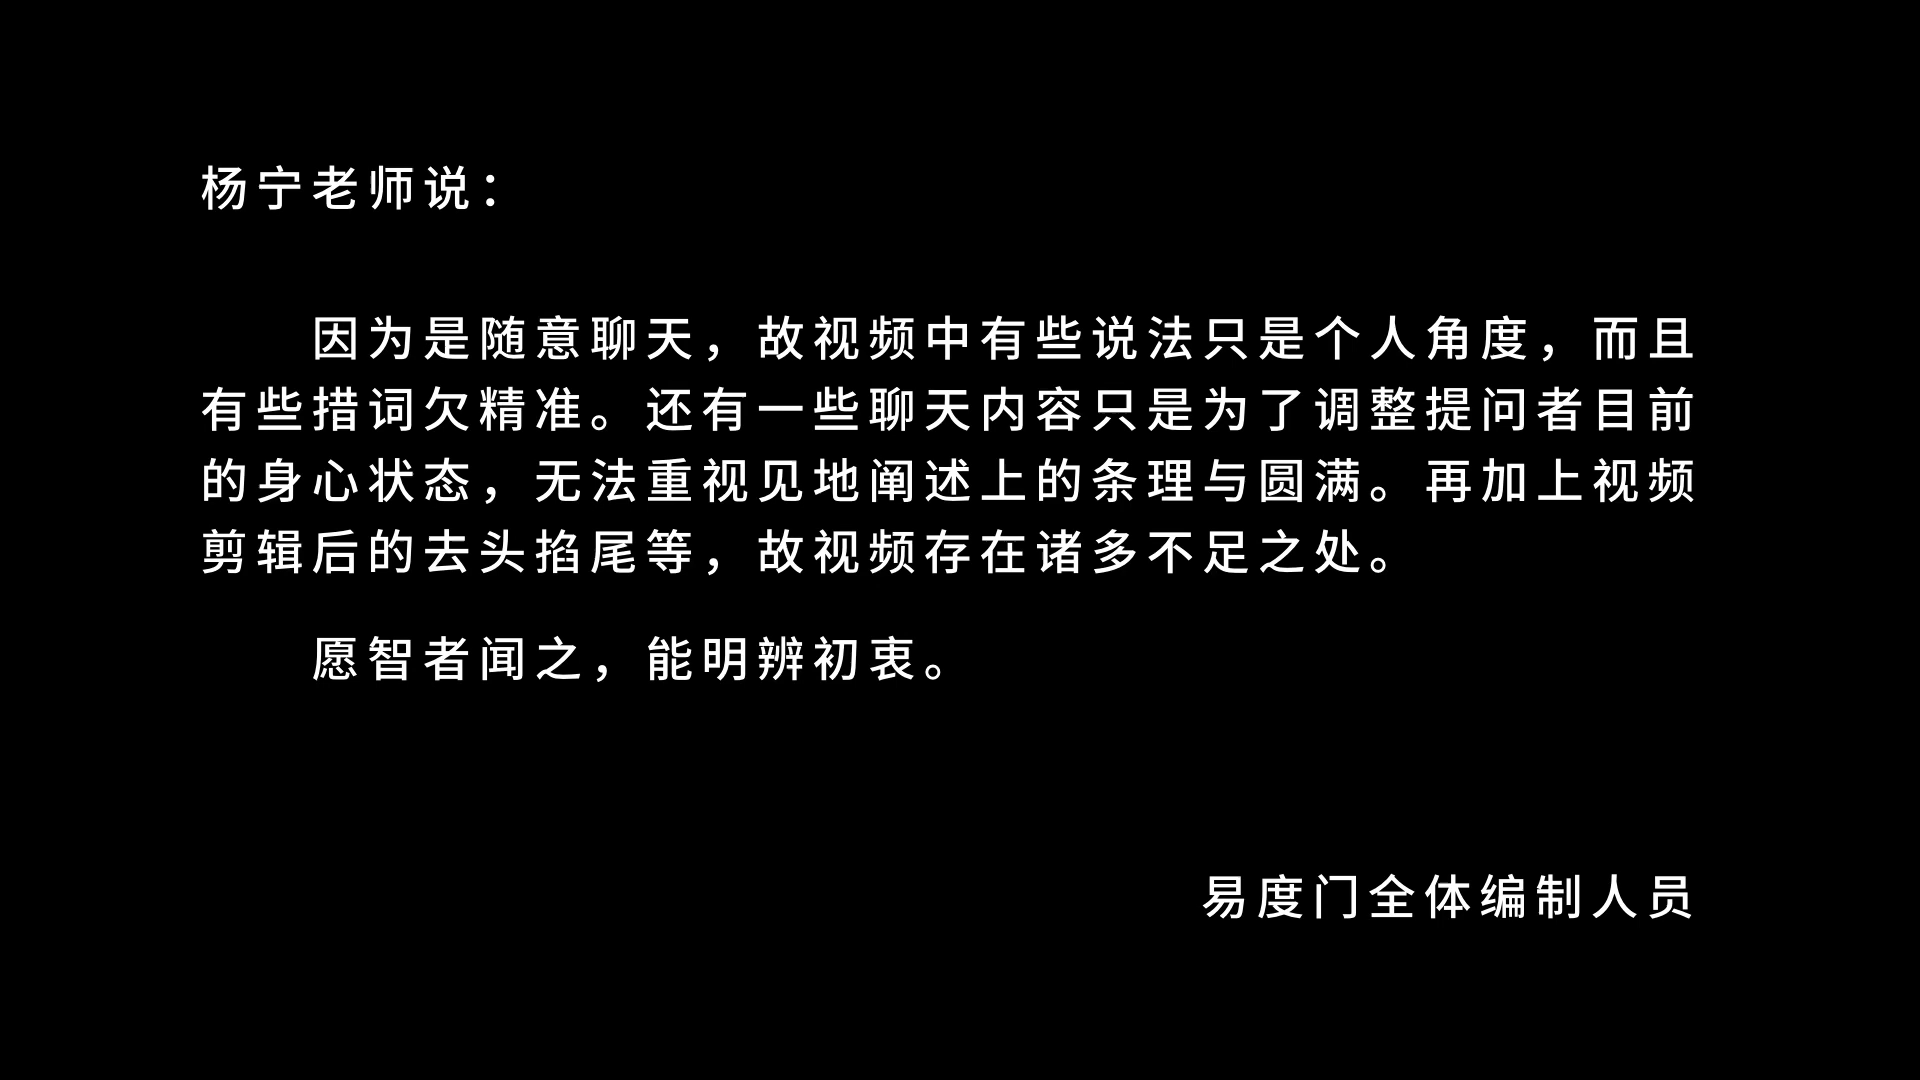 杨宁老师说：
因为是随意聊天，故视频中有些说法只是个人角度，而且
有些措词欠精准。还有一些聊天内容只是为了调整提问者目前
的身心状态，无法重视见地阐述上的条理与圆满。再加上视频
剪辑后的去头掐尾等，故视频存在诸多不足之处。
愿智者闻之，能明辨初衷。
易度门全体编制人员